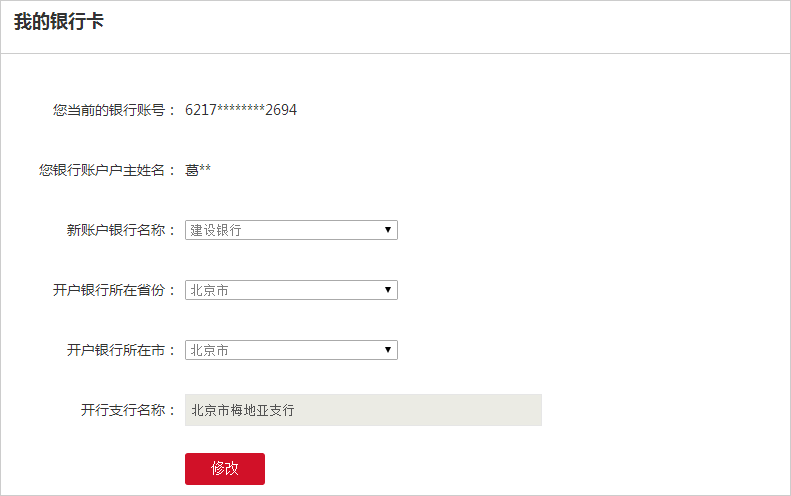 我的银行卡
您当前的银行账号： 6217********2694
您银行账户户主姓名： 葛**
新账户银行名称： 建设银行
开户银行所在省份： 北京市
开户银行所在市： 北京市
开行支行名称： 北京市梅地亚支行
修改